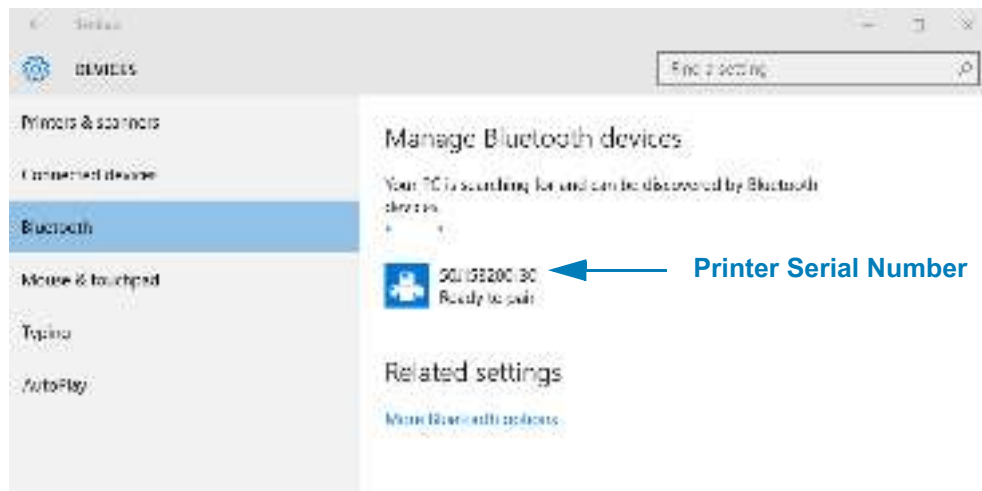 Settings
DEVICES
Find a setting
Printers & scanners
Connected devices
Bluetooth
Mouse & touchpad
Typing
AutoPlay
Manage Bluetooth devices
Your PC is searching for and can be discovered by Bluetooth
devices.
Printer Serial Number
Ready to pair
Related settings
More Bluetooth options